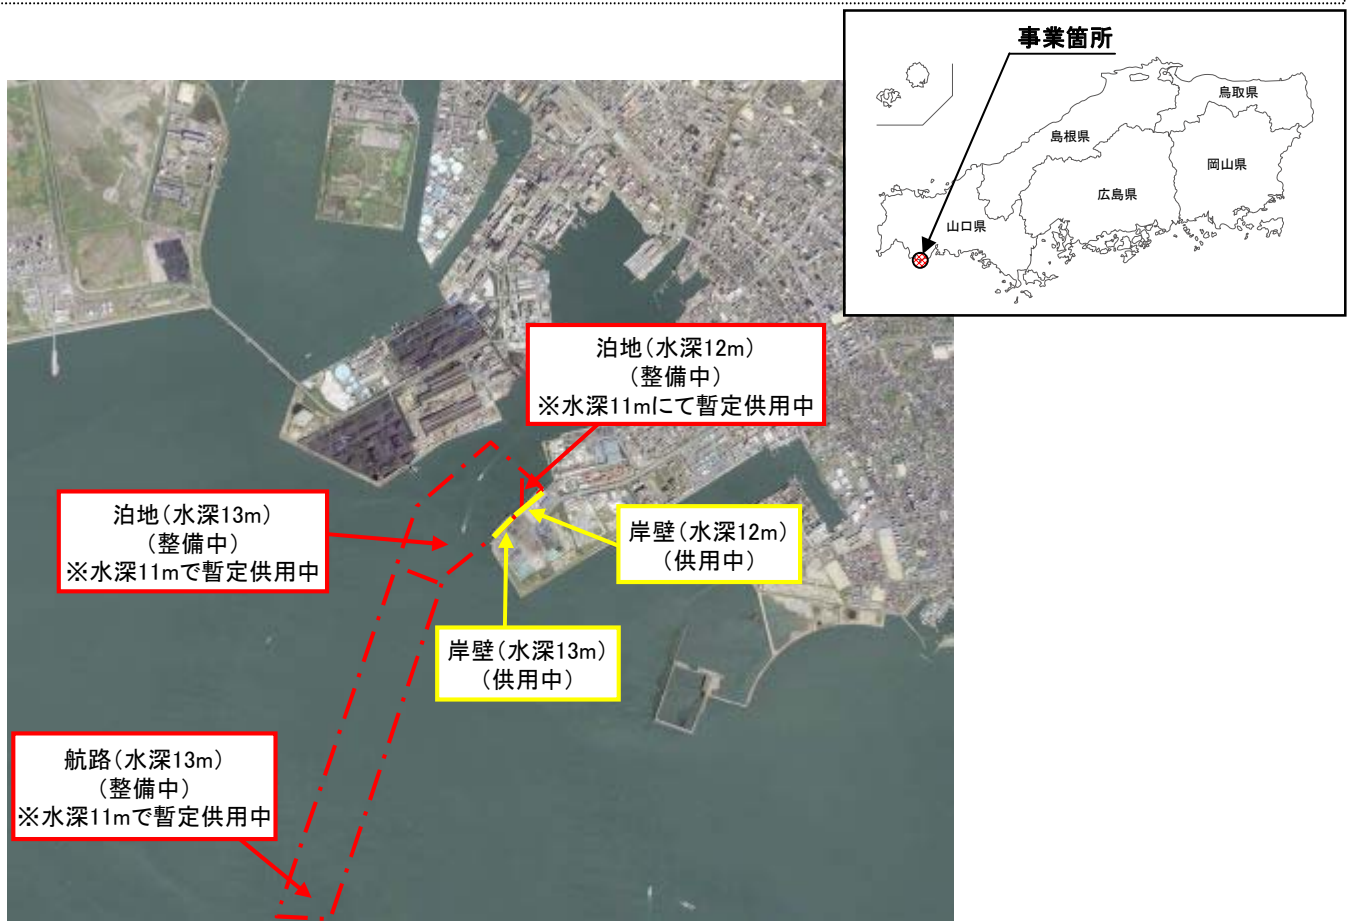 事業箇所
鳥取県
島根県
岡山県
広島県
山口県
泊地(水深12m)
(整備中)
※水深11mにて暫定供用中
泊地(水深13m)
(整備中)
※水深11mで暫定供用中
岸壁(水深12m)
(供用中)
岸壁(水深13m)
(供用中)
航路(水深13m)
(整備中)
※水深11mで暫定供用中